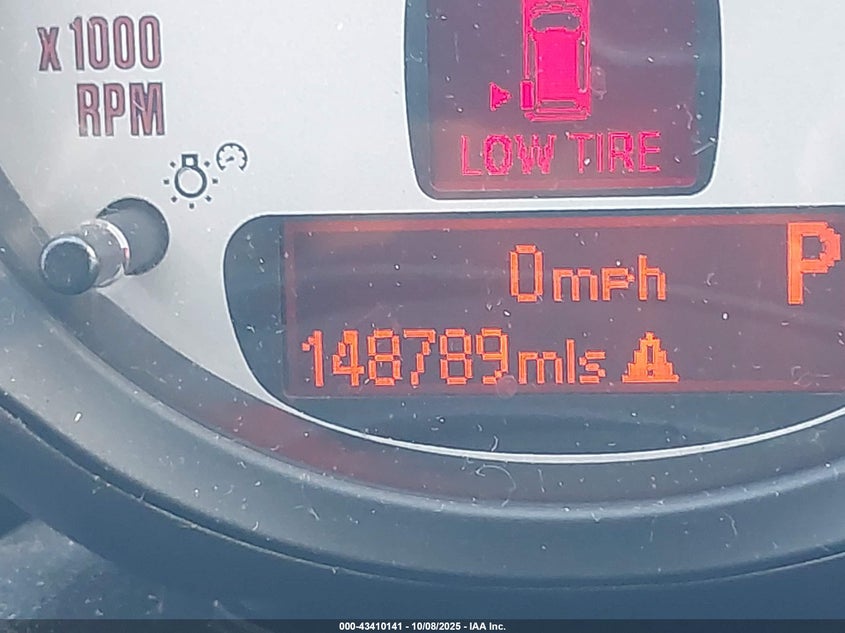 x1000
RPM
LOW TIRE
0mph
P
148789mls
000-43410141 - 10/08/2025 - IAA Inc.